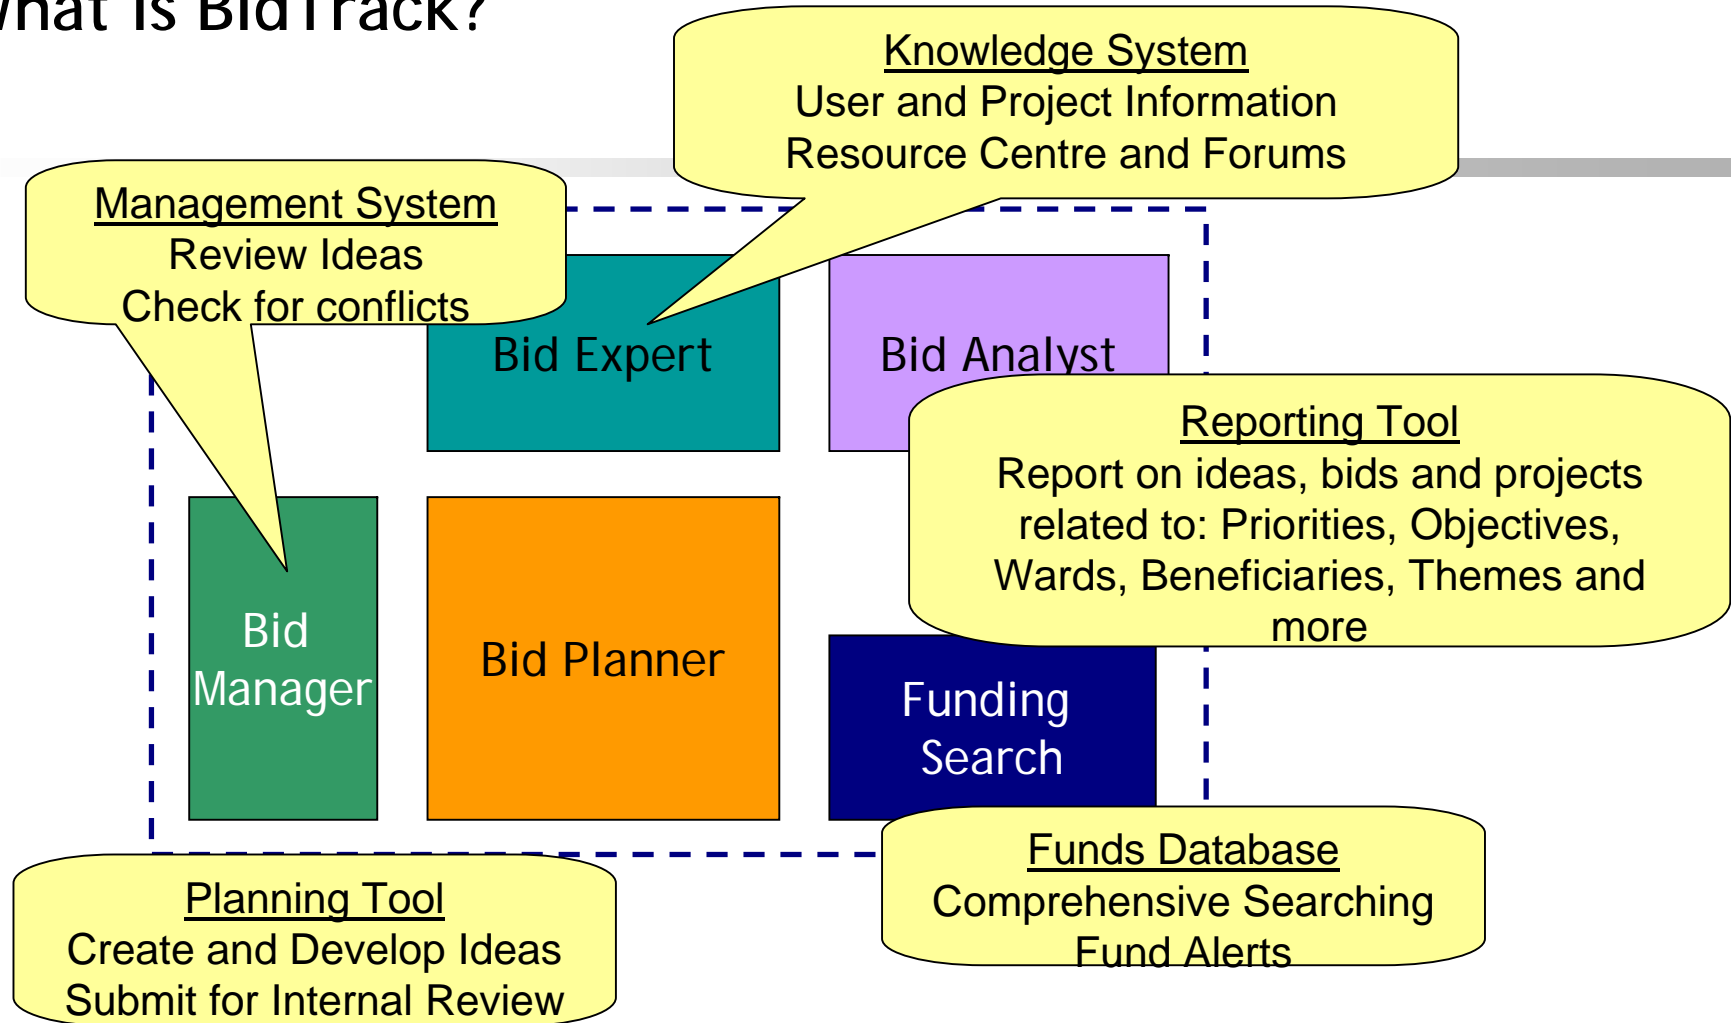 What is BidTrack?
Knowledge System
User and Project Information
Resource Centre and Forums
Management System
Review Ideas
Check for conflicts
Bid Expert
Bid Analyst
Reporting Tool
Report on ideas, bids and projects
related to: Priorities, Objectives,
Wards, Beneficiaries, Themes and
more
Bid
Manager
Bid Planner
Funding
Search
Funds Database
Comprehensive Searching
Fund Alerts
Planning Tool
Create and Develop Ideas
Submit for Internal Review